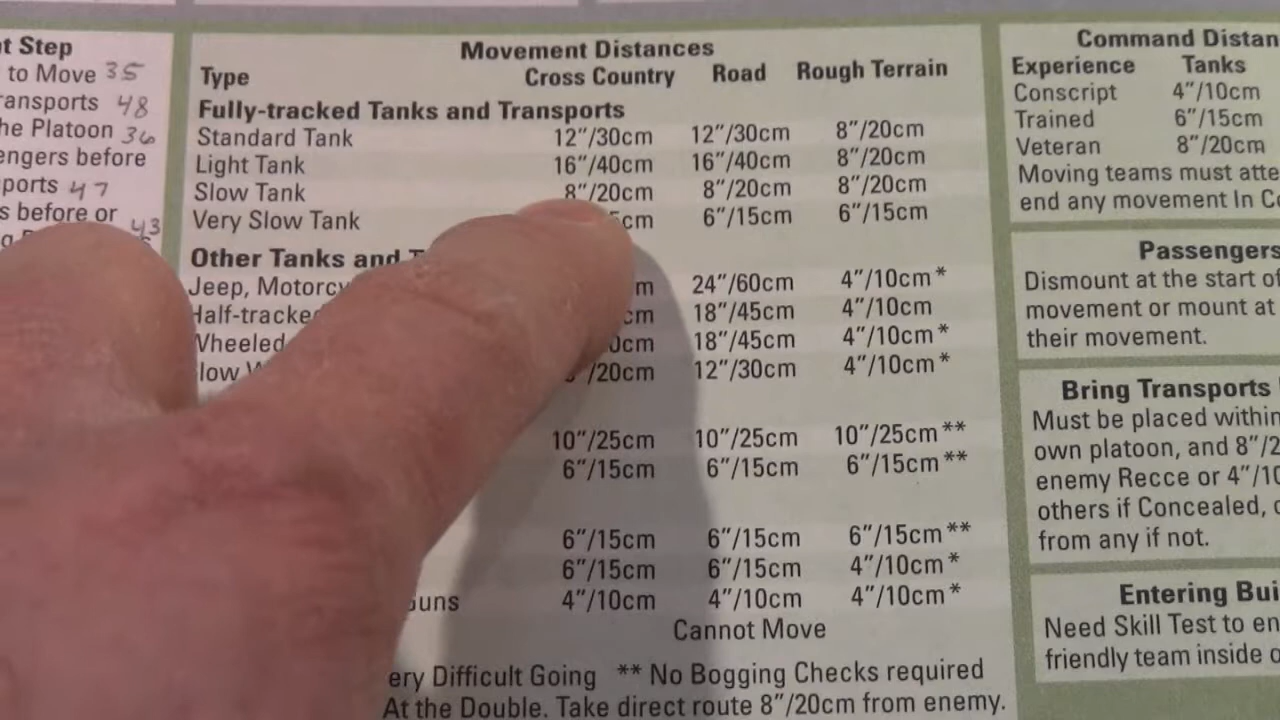 t Step
to Move 35
ransports 48
he Platoon 36
engers before
ports 47
s before or 43
Movement Distances
Type Cross Country Road Rough Terrain
Fully-tracked Tanks and Transports
Standard Tank 12"/30cm 12"/30cm 8"/20cm
Light Tank 16"/40cm 16"/40cm 8"/20cm
Slow Tank 8"/20cm 8"/20cm 8"/20cm
Very Slow Tank cm 6"/15cm 6"/15cm
Other Tanks and
Jeep, Motorcy m 24"/60cm 4"/10cm*
Half-tracke cm 18"/45cm 4"/10cm
Wheeled 0cm 18"/45cm 4"/10cm*
low /20cm 12"/30cm 4"/10cm*
10"/25cm 10"/25cm 10"/25cm**
6"/15cm 6"/15cm 6"/15cm**
6"/15cm 6"/15cm 6"/15cm**
6"/15cm 6"/15cm 4"/10cm*
Guns 4"/10cm 4"/10cm 4"/10cm*
Cannot Move
ery Difficult Going ** No Bogging Checks required
At the Double. Take direct route 8"/20cm from enemy.
Command Distan
Experience Tanks
Conscript 4"/10cm
Trained 6"/15cm
Veteran 8"/20cm
Moving teams must atte
end any movement In Co
Passengers
Dismount at the start of
movement or mount at
their movement.
Bring Transports
Must be placed within
own platoon, and 8"/2
enemy Recce or 4"/10
others if Concealed, o
from any if not.
Entering Bui
Need Skill Test to en
friendly team inside o